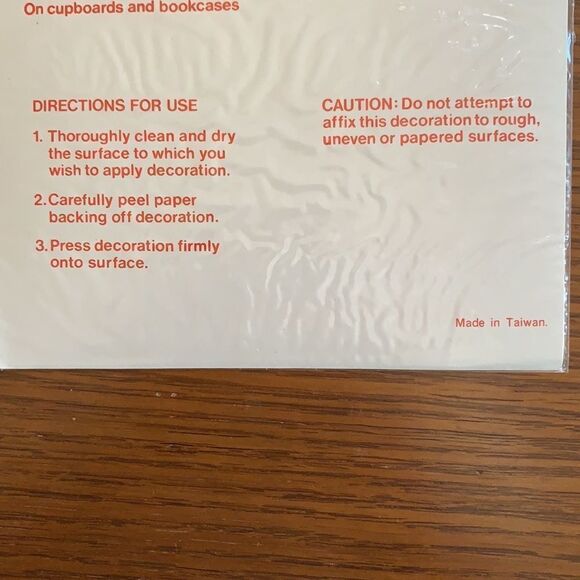 On cupboards and bookcases
DIRECTIONS FOR USE
1. Thoroughly clean and dry
the surface to which you
wish to apply decoration.
2. Carefully peel paper
backing off decoration.
3. Press decoration firmly
onto surface.
CAUTION: Do not attempt to
affix this decoration to rough,
uneven or papered surfaces.
Made in Taiwan.